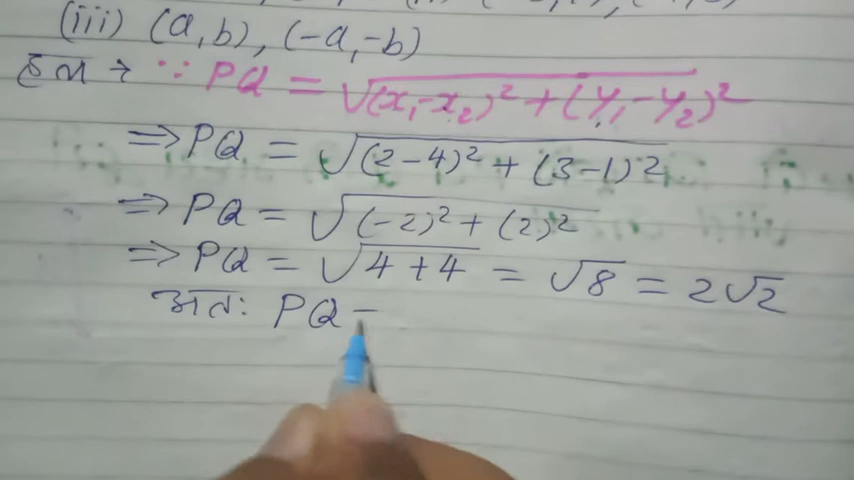 (iii) (a,b), (-a,-b)
हल → ∵ PQ = √(x₁-x₂)² + (y₁-y₂)²
⇒ PQ = √(2-4)² + (3-1)²
⇒ PQ = √(-2)² + (2)²
⇒ PQ = √4+4 = √8 = 2√2
अतः PQ =